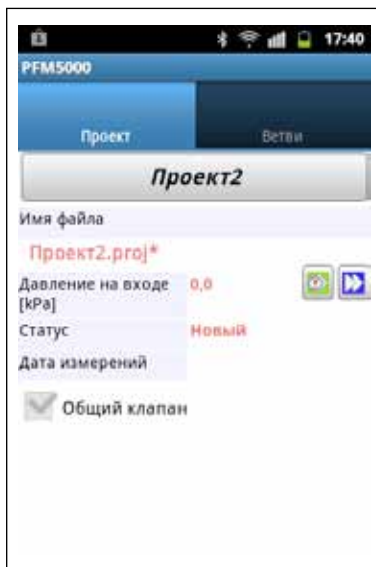 17:40
PFM5000
Проект Ветви
Проект2
Имя файла
Проект2.proj*
Давление на входе 0,0
[kPa]
Статус Новый
Дата измерений
Общий клапан